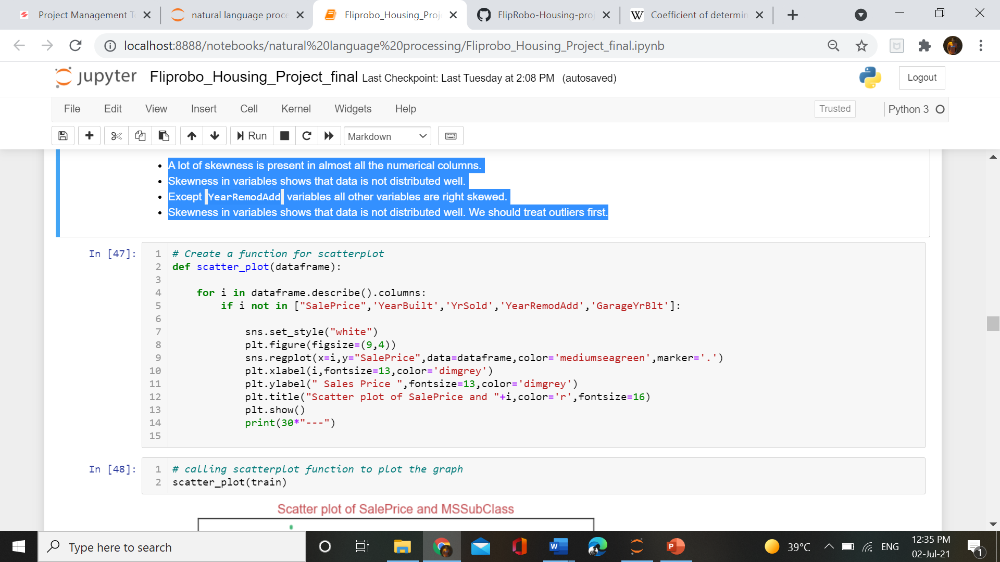 Project Management T
natural language proce
Fliprobo_Housing_Proj
FlipRobo-Housing-proj
W Coefficient of determin
localhost:8888/notebooks/natural%20language%20processing/Fliprobo_Housing_Project_final.ipynb
jupyter Fliprobo_Housing_Project_final Last Checkpoint: Last Tuesday at 2:08 PM (autosaved)
Logout
File Edit View Insert Cell Kernel Widgets Help
Trusted
Python 3
Run
Markdown
A lot of skewness is present in almost all the numerical columns.
Skewness in variables shows that data is not distributed well.
Except YearRemodAdd variables all other variables are right skewed.
Skewness in variables shows that data is not distributed well. We should treat outliers first.
In [47]:
1 # Create a function for scatterplot
2 def scatter_plot(dataframe):
3
4 for i in dataframe.describe().columns:
5 if i not in ["SalePrice",'YearBuilt','YrSold','YearRemodAdd','GarageYrBlt']:
6
7 sns.set_style("white")
8 plt.figure(figsize=(9,4))
9 sns.regplot(x=i,y="SalePrice",data=dataframe,color='mediumseagreen',marker='.')
10 plt.xlabel(i,fontsize=13,color='dimgrey')
11 plt.ylabel(" Sales Price ",fontsize=13,color='dimgrey')
12 plt.title("Scatter plot of SalePrice and "+i,color='r',fontsize=16)
13 plt.show()
14 print(30*"---")
15
In [48]:
1 # calling scatterplot function to plot the graph
2 scatter_plot(train)
Scatter plot of SalePrice and MSSubClass
Type here to search
W
P
39°C
ENG
12:35 PM
02-Jul-21
1